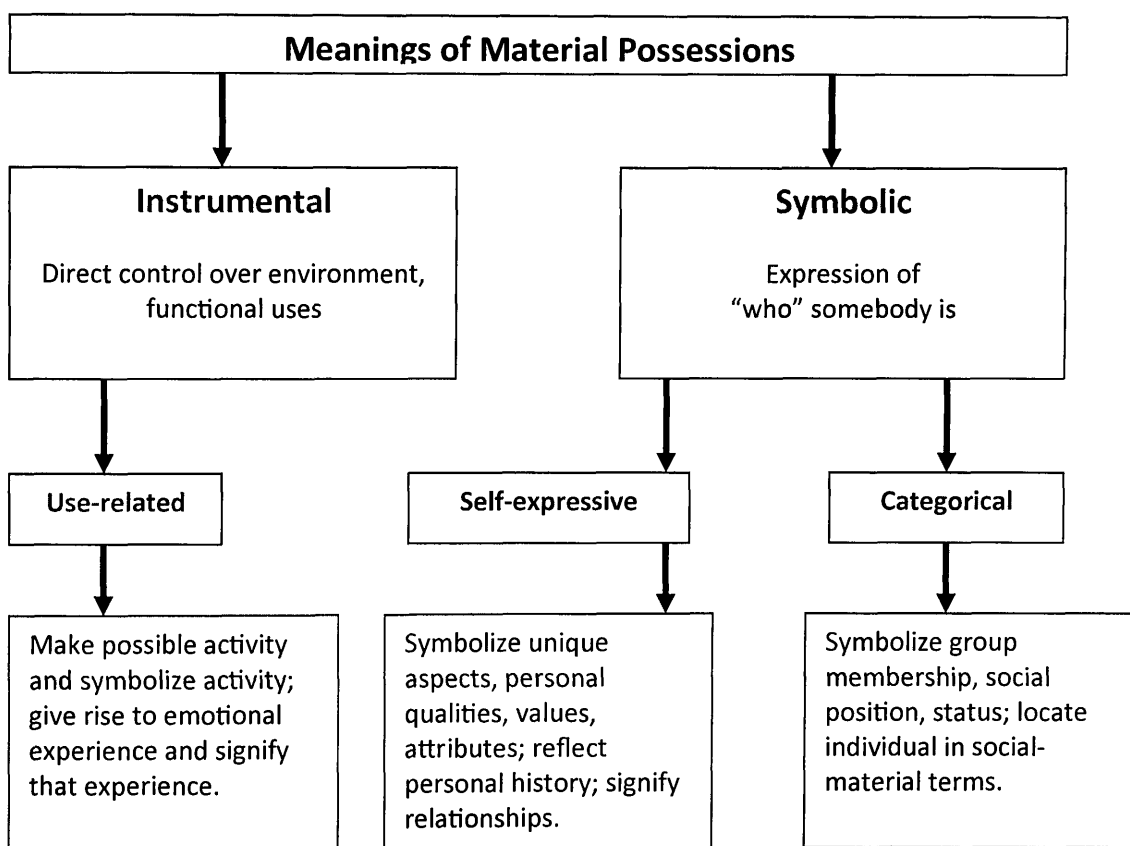 Meanings of Material Possessions
Instrumental
Direct control over environment,
functional uses
Symbolic
Expression of
“who” somebody is
Use-related
Self-expressive
Categorical
Make possible activity
and symbolize activity;
give rise to emotional
experience and signify
that experience.
Symbolize unique
aspects, personal
qualities, values,
attributes; reflect
personal history; signify
relationships.
Symbolize group
membership, social
position, status; locate
individual in social-
material terms.